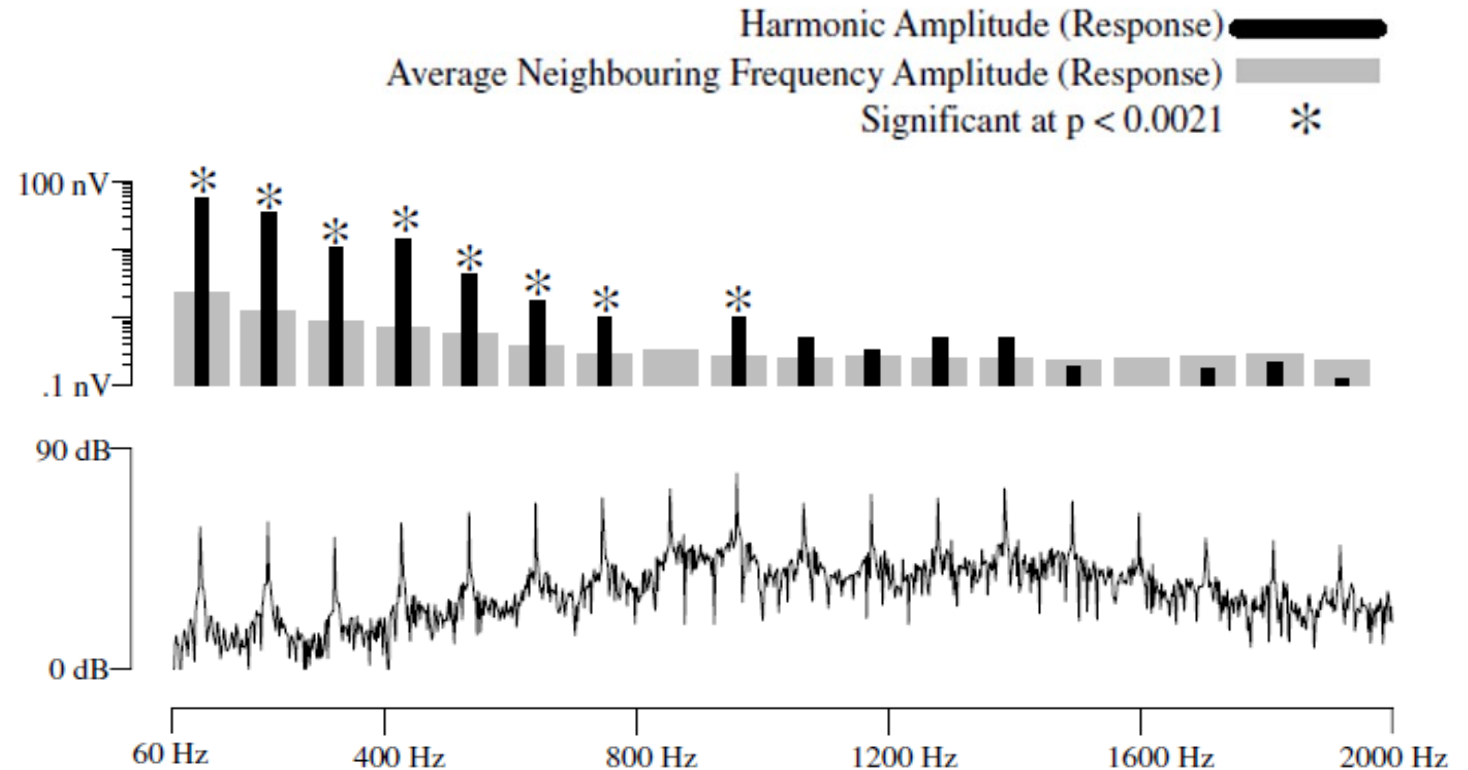 Harmonic Amplitude (Response)
Average Neighbouring Frequency Amplitude (Response)
Significant at p < 0.0021 *
100 nV
.1 nV
90 dB
0 dB
60 Hz 400 Hz 800 Hz 1200 Hz 1600 Hz 2000 Hz